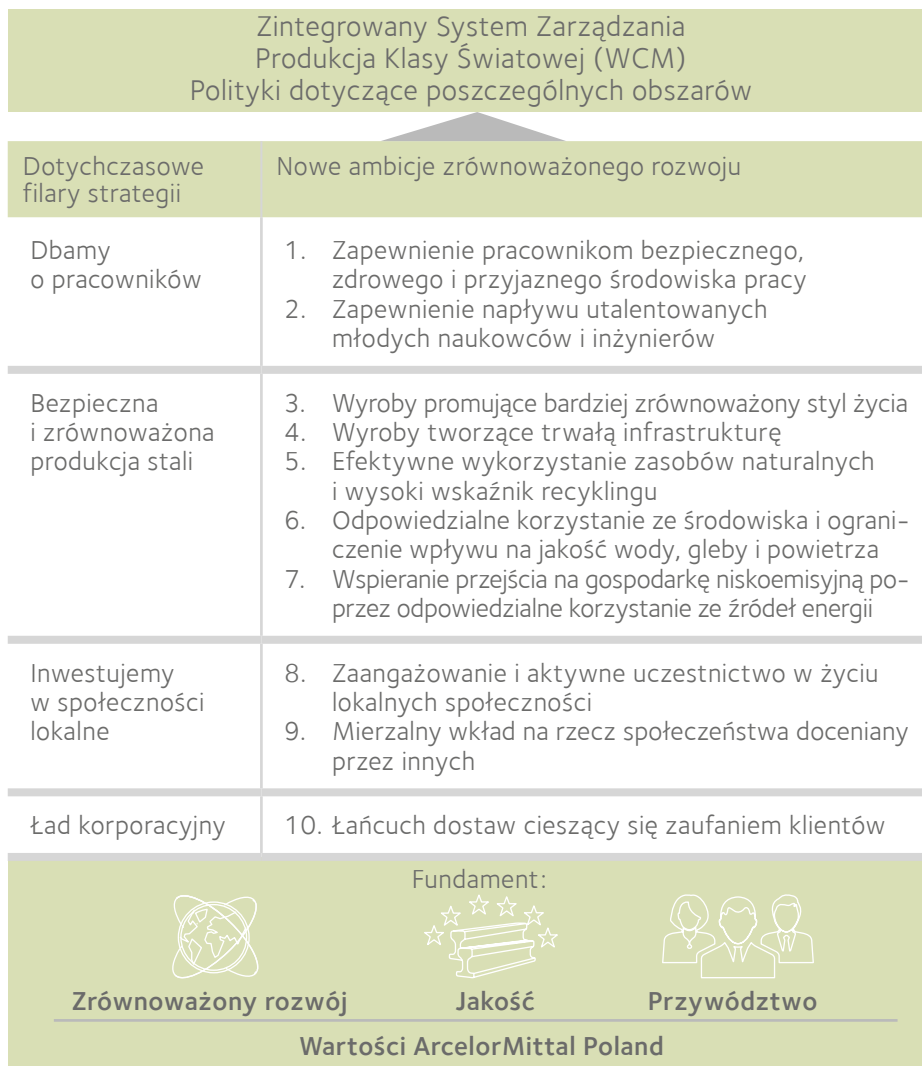 Zintegrowany System Zarządzania
Produkcja Klasy Światowej (WCM)
Polityki dotyczące poszczególnych obszarów
Dotychczasowe
filary strategii
Nowe ambicje zrównoważonego rozwoju
Dbamy
o pracowników
1. Zapewnienie pracownikom bezpiecznego,
zdrowego i przyjaznego środowiska pracy
2. Zapewnienie napływu utalentowanych
młodych naukowców i inżynierów
Bezpieczna
i zrównoważona
produkcja stali
3. Wyroby promujące bardziej zrównoważony styl życia
4. Wyroby tworzące trwałą infrastrukturę
5. Efektywne wykorzystanie zasobów naturalnych
i wysoki wskaźnik recyklingu
6. Odpowiedzialne korzystanie ze środowiska i ograni-
czenie wpływu na jakość wody, gleby i powietrza
7. Wspieranie przejścia na gospodarkę niskoemisyjną po-
przez odpowiedzialne korzystanie ze źródeł energii
Inwestujemy
w społeczności
lokalne
8. Zaangażowanie i aktywne uczestnictwo w życiu
lokalnych społeczności
9. Mierzalny wkład na rzecz społeczeństwa doceniany
przez innych
Ład korporacyjny
10. Łańcuch dostaw cieszący się zaufaniem klientów
Fundament:
Zrównoważony rozwój
Jakość
Przywództwo
Wartości ArcelorMittal Poland